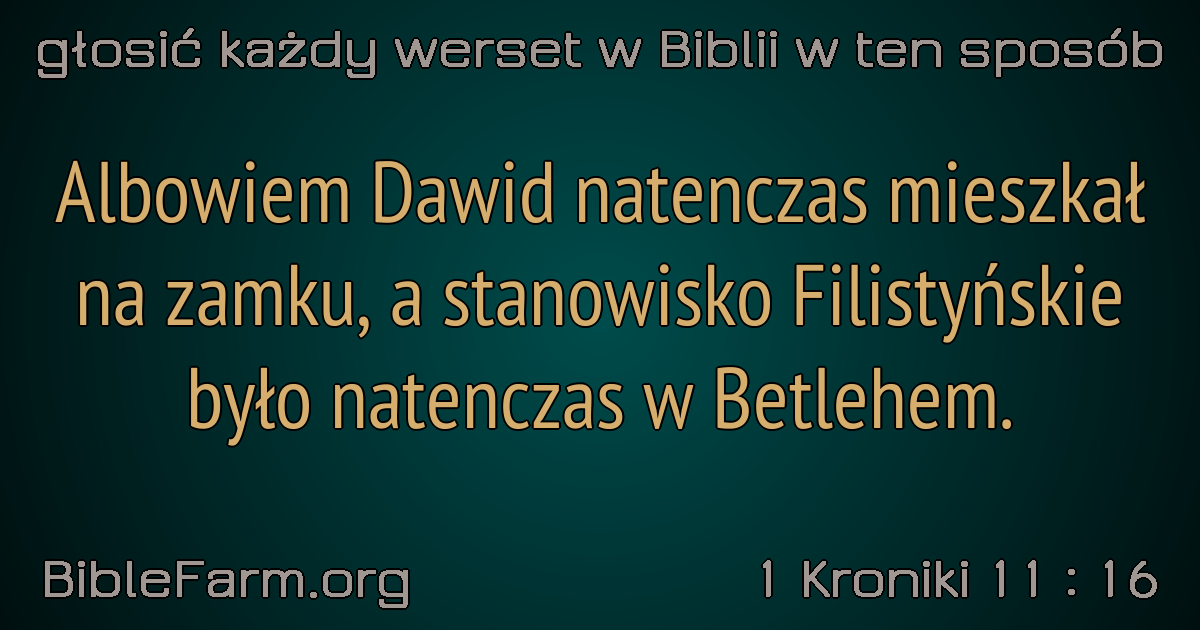 głosić każdy werset w Biblii w ten sposób
Albowiem Dawid natenczas mieszkał
na zamku, a stanowisko Filistyńskie
było natenczas w Betlehem.
BibleFarm.org
1 Kroniki 11 : 16